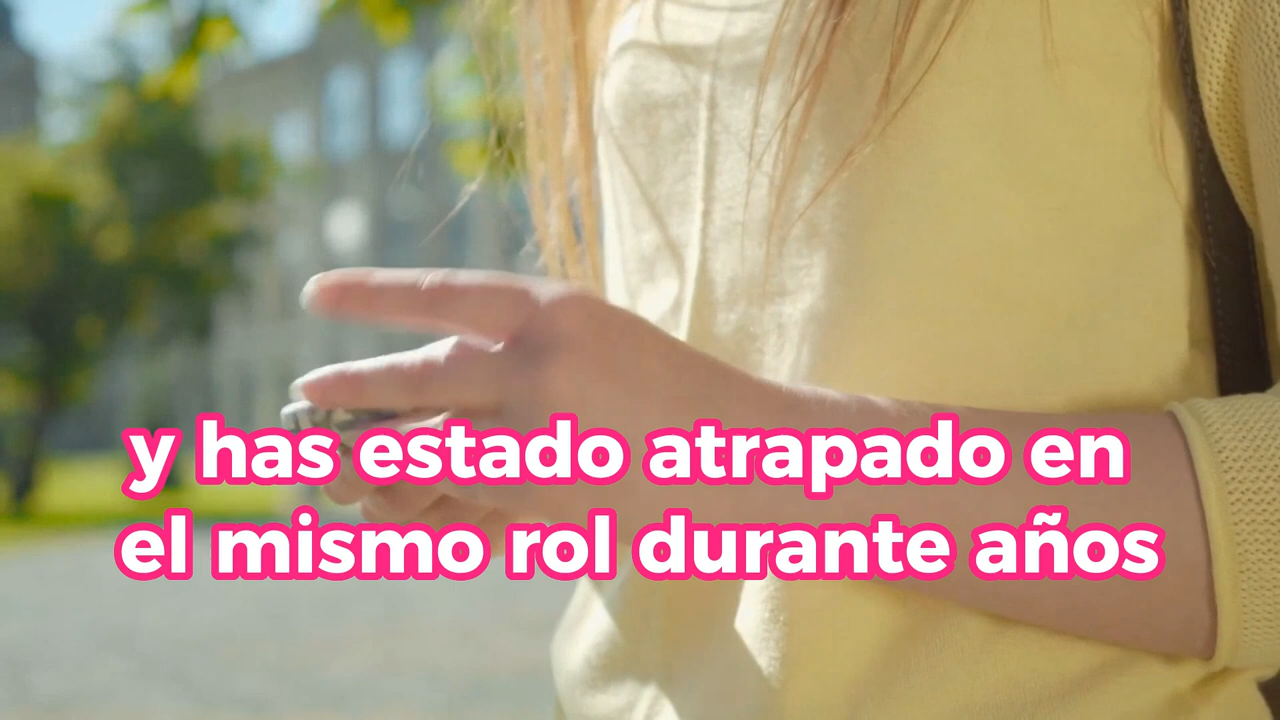 y has estado atrapado en
el mismo rol durante años